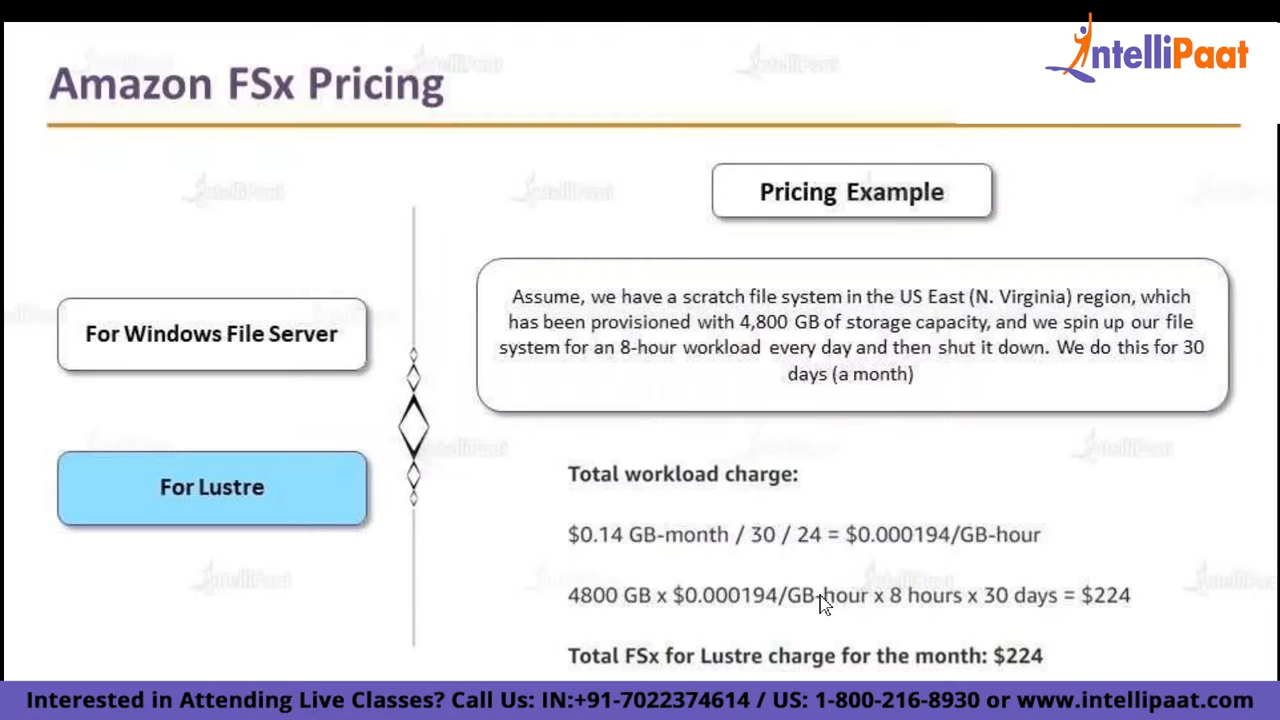 IntelliPaat
Amazon FSx Pricing
Pricing Example
Assume, we have a scratch file system in the US East (N. Virginia) region, which
has been provisioned with 4,800 GB of storage capacity, and we spin up our file
system for an 8-hour workload every day and then shut it down. We do this for 30
days (a month)
For Windows File Server
For Lustre
Total workload charge:
$0.14 GB-month / 30 / 24 = $0.000194/GB-hour
4800 GB x $0.000194/GB-hour x 8 hours x 30 days = $224
Total FSx for Lustre charge for the month: $224
Interested in Attending Live Classes? Call Us: IN:+91-7022374614 / US: 1-800-216-8930 or www.intellipaat.com